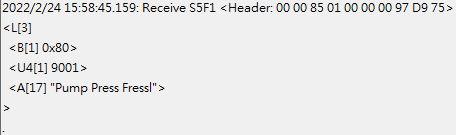 2022/2/24 15:58:45.159: Receive S5F1 <Header: 00 00 85 01 00 00 00 97 D9 75>
<L[3]
<B[1] 0x80>
<U4[1] 9001>
<A[17] "Pump Press Fressl">
>
.